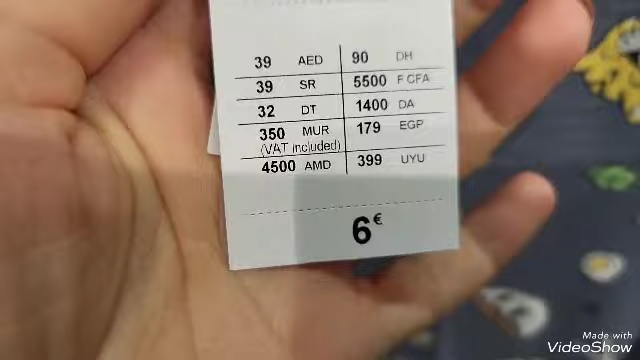 39 AED 90 DH
39 SR 5500 F CFA
32 DT 1400 DA
350 MUR 179 EGP
(VAT included)
4500 AMD 399 UYU
6€
Made with
VideoShow